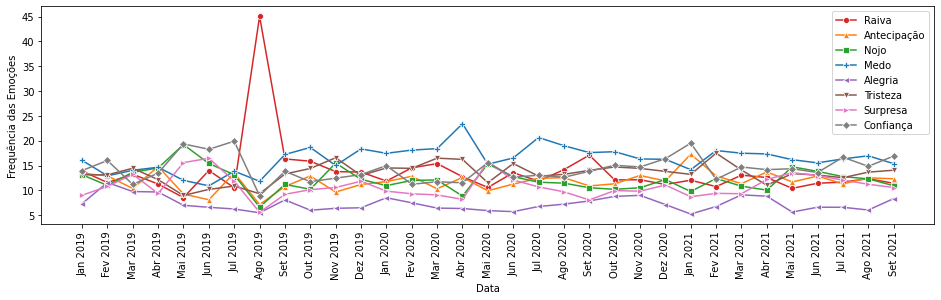 Frequência das Emoções
45
40
35
30
25
20
15
10
5
Raiva
Antecipação
Nojo
Medo
Alegria
Tristeza
Surpresa
Confiança
Jan 2019
Fev 2019
Mar 2019
Abr 2019
Mai 2019
Jun 2019
Jul 2019
Ago 2019
Set 2019
Out 2019
Nov 2019
Dez 2019
Jan 2020
Fev 2020
Mar 2020
Abr 2020
Mai 2020
Jun 2020
Jul 2020
Ago 2020
Set 2020
Out 2020
Nov 2020
Dez 2020
Jan 2021
Fev 2021
Mar 2021
Abr 2021
Mai 2021
Jun 2021
Jul 2021
Ago 2021
Set 2021
Data